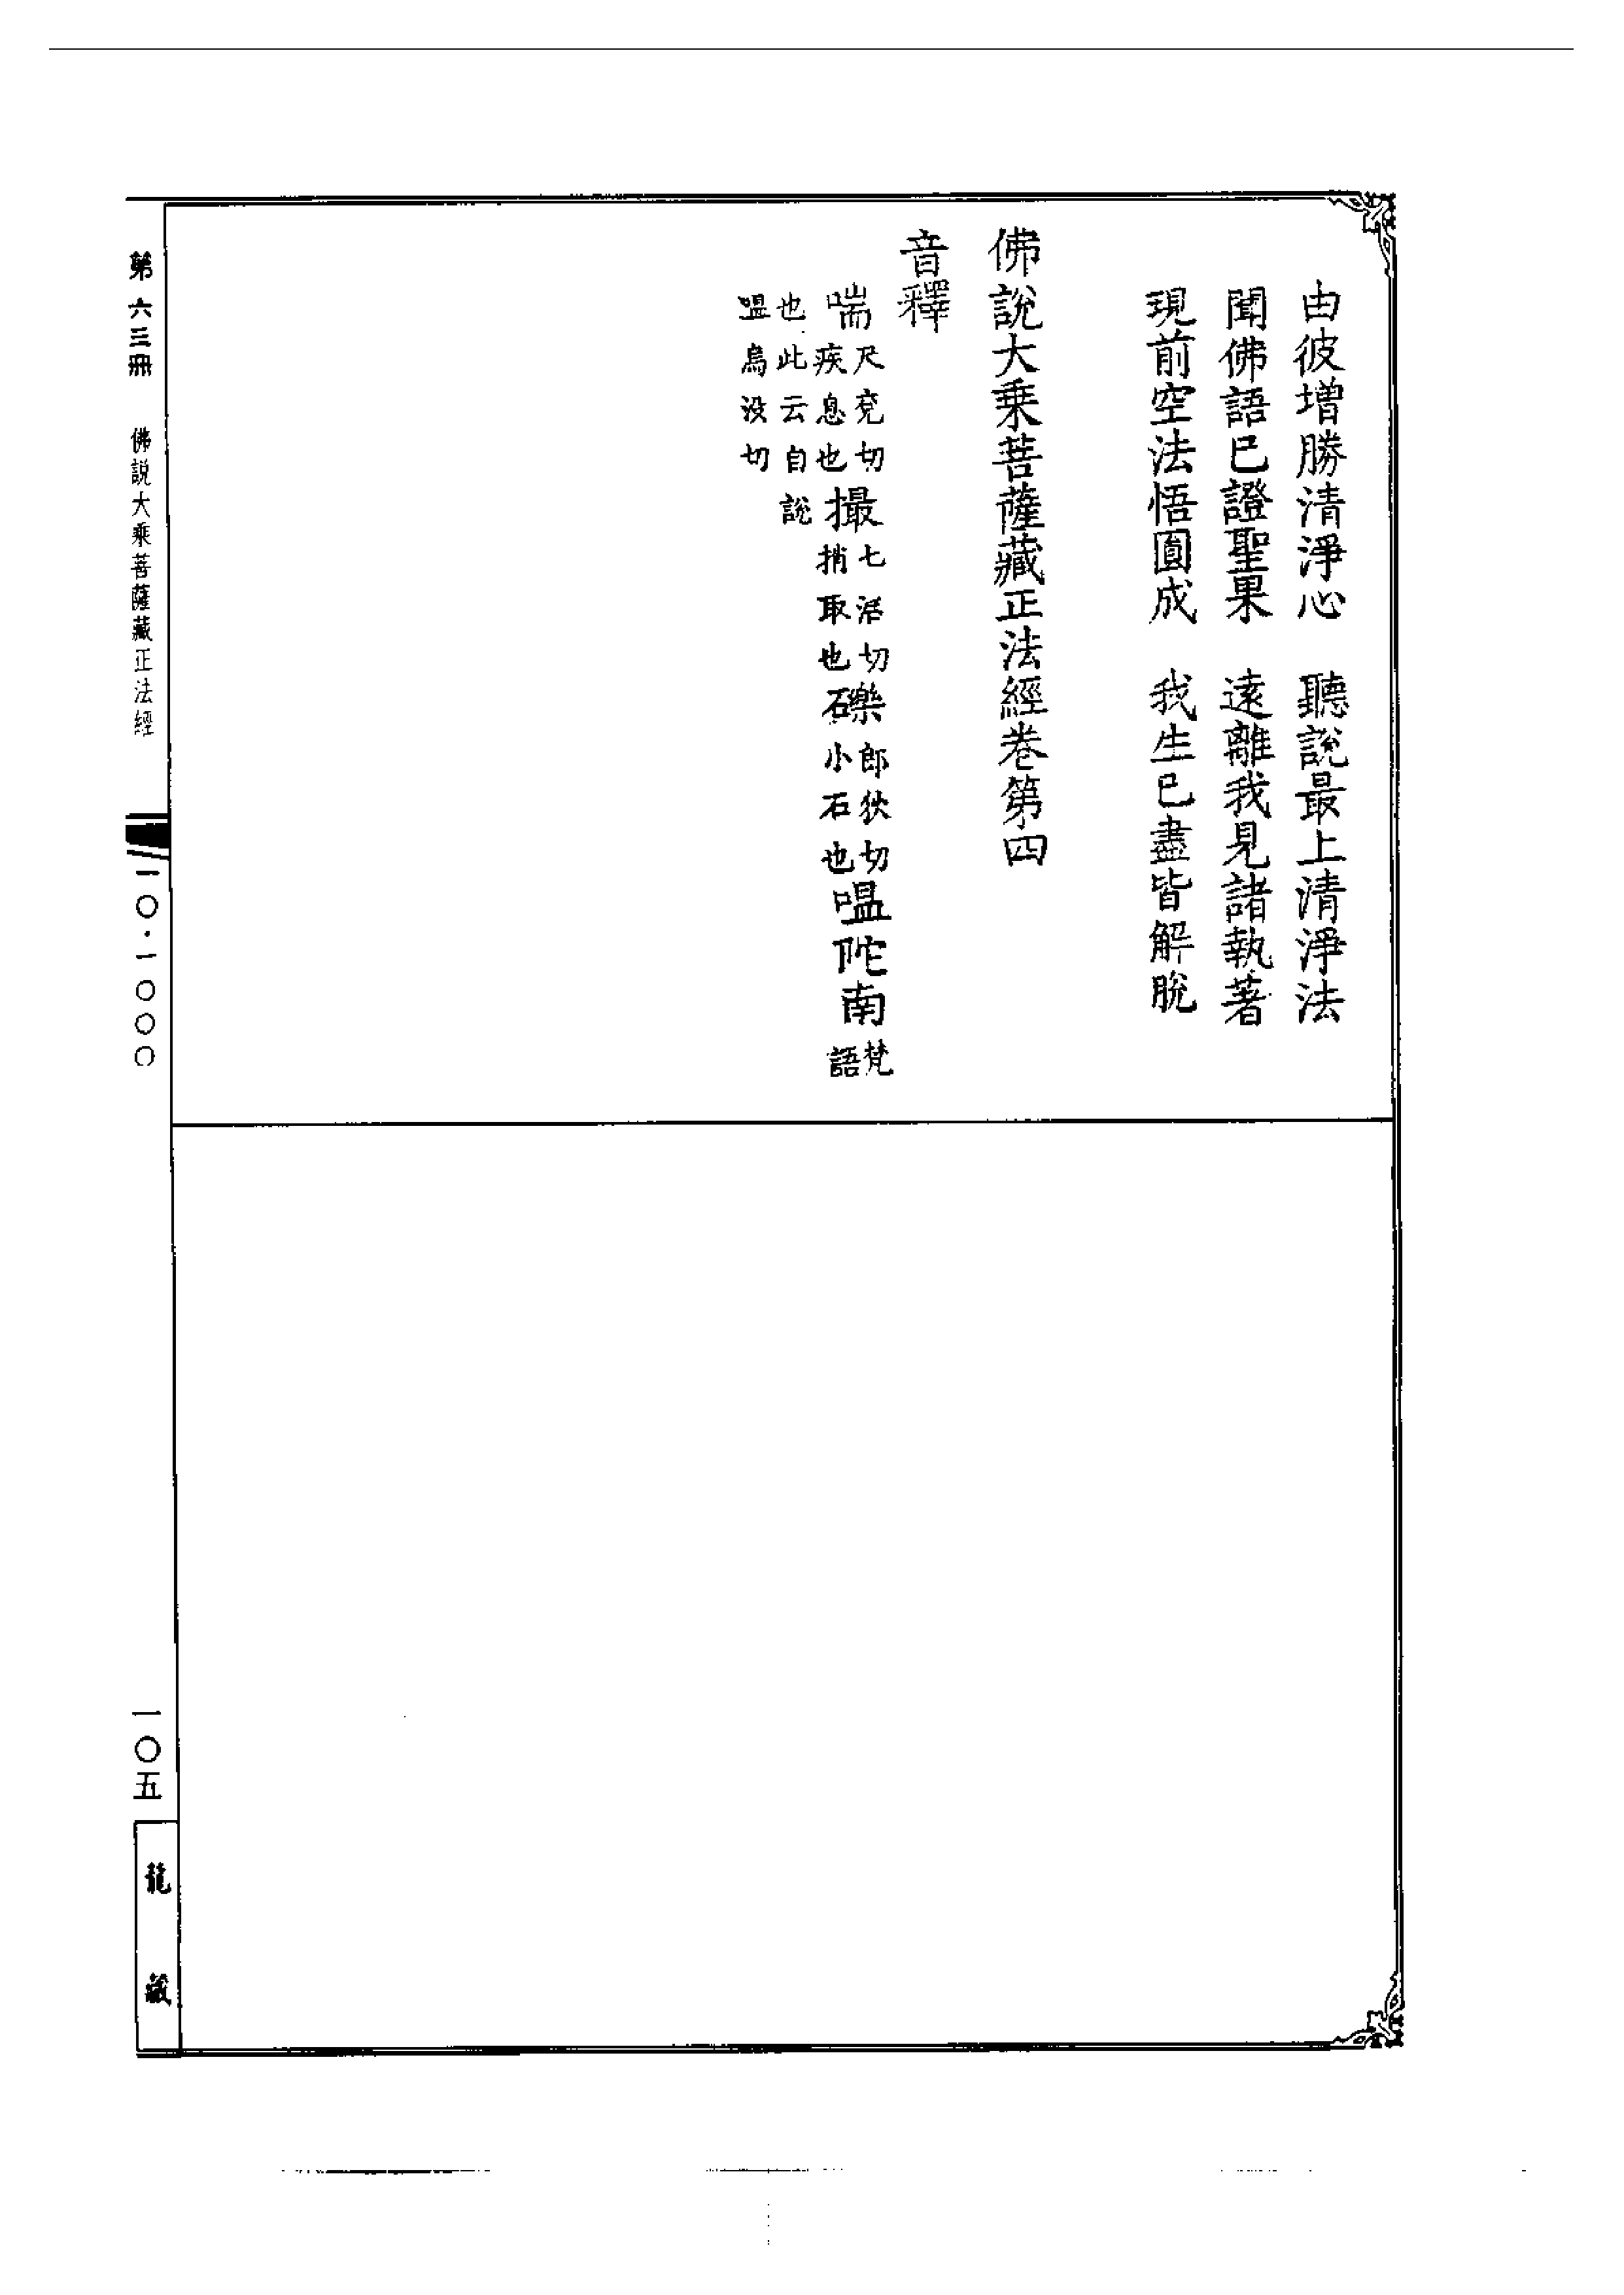 由彼增勝清淨心　聽說最上清淨法
聞佛語已證聖果　遠離我見諸執著
現前空法悟圓成　我生已盡皆解脫
佛說大乘菩薩藏正法經卷第四
音釋
喘尺兗切疾息也撮七活切捎取也礫郎狄切小石也嗢陀南梵語
也此云自說
嗢烏沒切
第六三冊　佛說大乘菩薩藏正法經　一〇·一〇〇〇　一〇五　龍藏